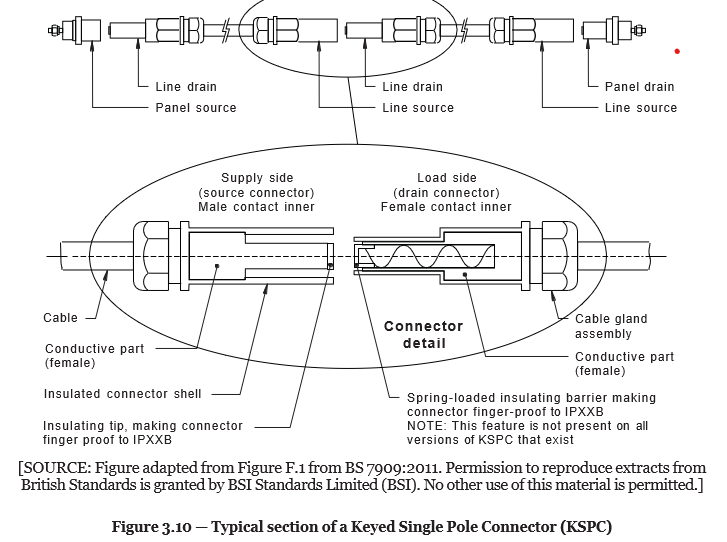 Line drain
Panel source
Line drain
Line source
Panel drain
Line source
Supply side
(source connector)
Male contact inner
Load side
(drain connector)
Female contact inner
Cable
Conductive part
(female)
Insulated connector shell
Insulating tip, making connector
finger proof to IPXXB
Connector
detail
Cable gland
assembly
Conductive part
(female)
Spring-loaded insulating barrier making
connector finger-proof to IPXXB
NOTE: This feature is not present on all
versions of KSPC that exist
[SOURCE: Figure adapted from Figure F.1 from BS 7909:2011. Permission to reproduce extracts from
British Standards is granted by BSI Standards Limited (BSI). No other use of this material is permitted.]
Figure 3.10 — Typical section of a Keyed Single Pole Connector (KSPC)